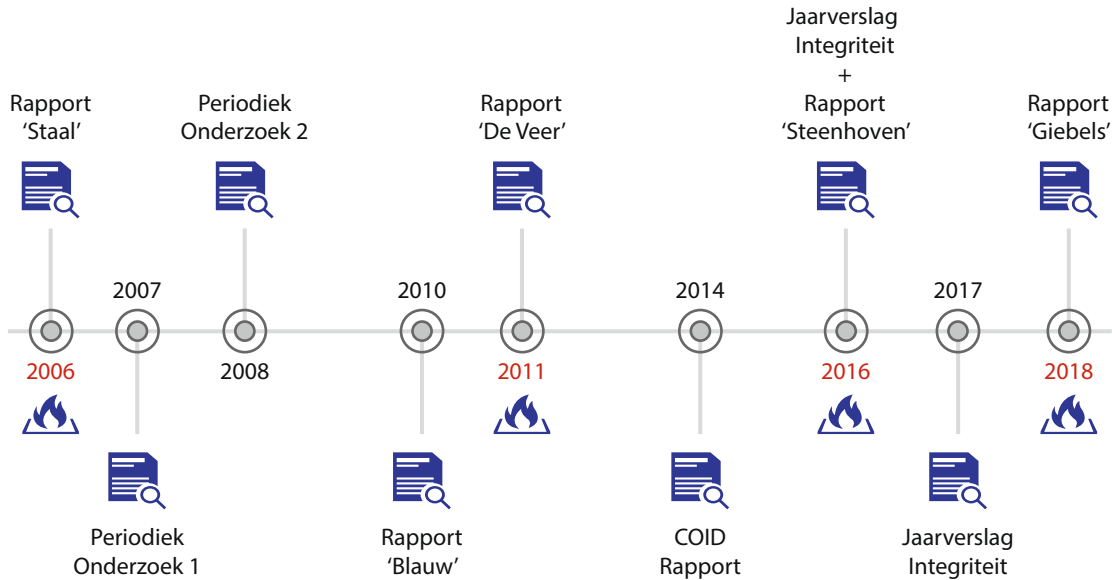 Jaarverslag
Integriteit
+
Rapport
‘Staal’
Periodiek
Onderzoek 2
Rapport
‘De Veer’
Rapport
‘Steenhoven’
Rapport
‘Giebels’
2007
2010
2014
2017
2006
2008
2011
2016
2018
Periodiek
Onderzoek 1
Rapport
‘Blauw’
COID
Rapport
Jaarverslag
Integriteit